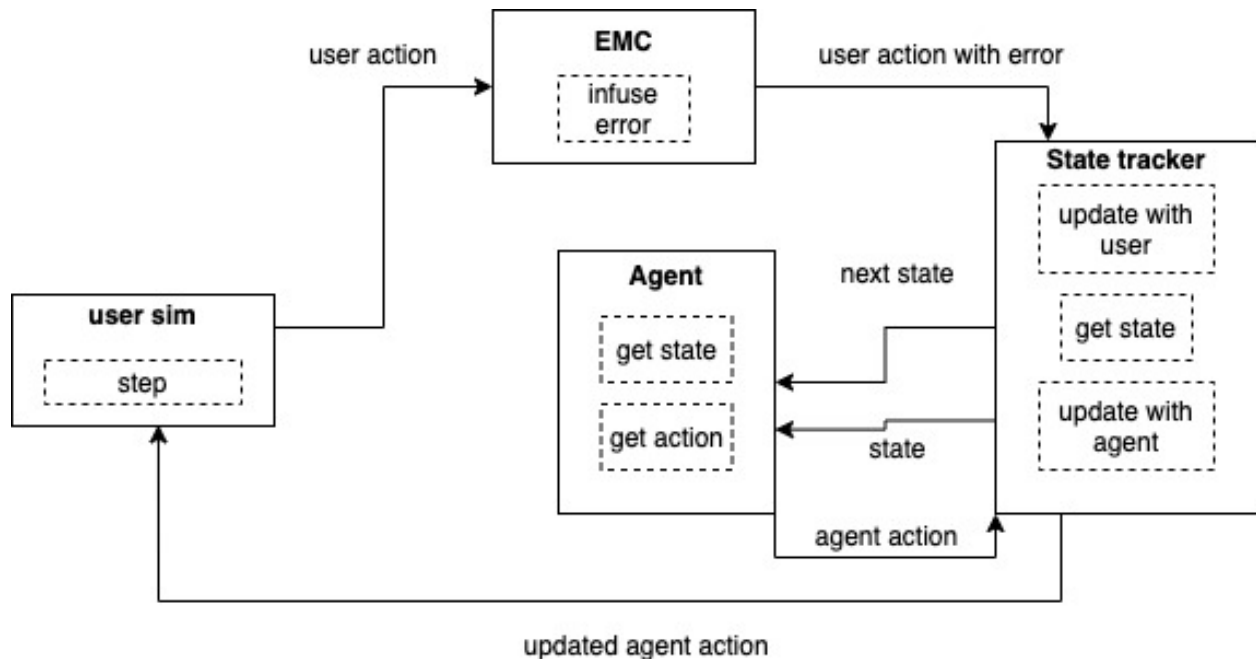 EMC
user action
user action with error
infuse
error
State tracker
update with
user
Agent
next state
user sim
get state
get state
step
get action
update with
agent
state
agent action
updated agent action